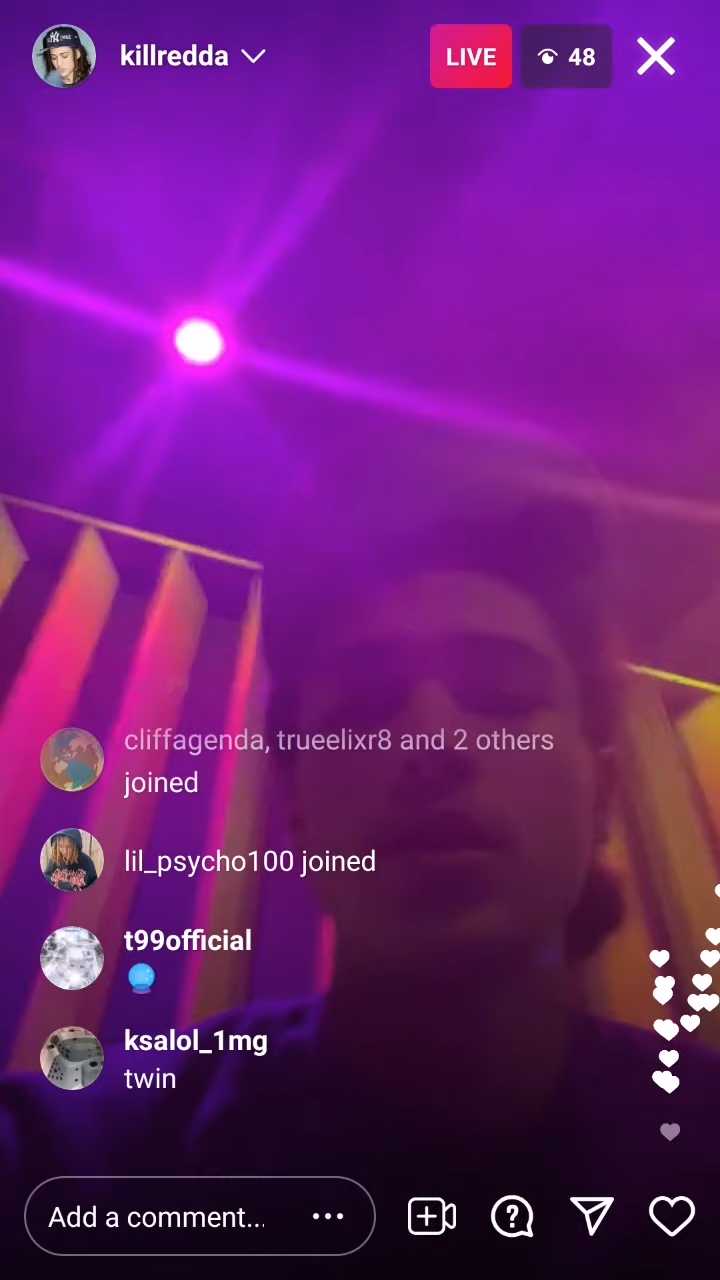 killredda
LIVE
48
cliffagenda, trueelixr8 and 2 others
joined
lil_psycho100 joined
t99official
ksalol_1mg
twin
Add a comment...